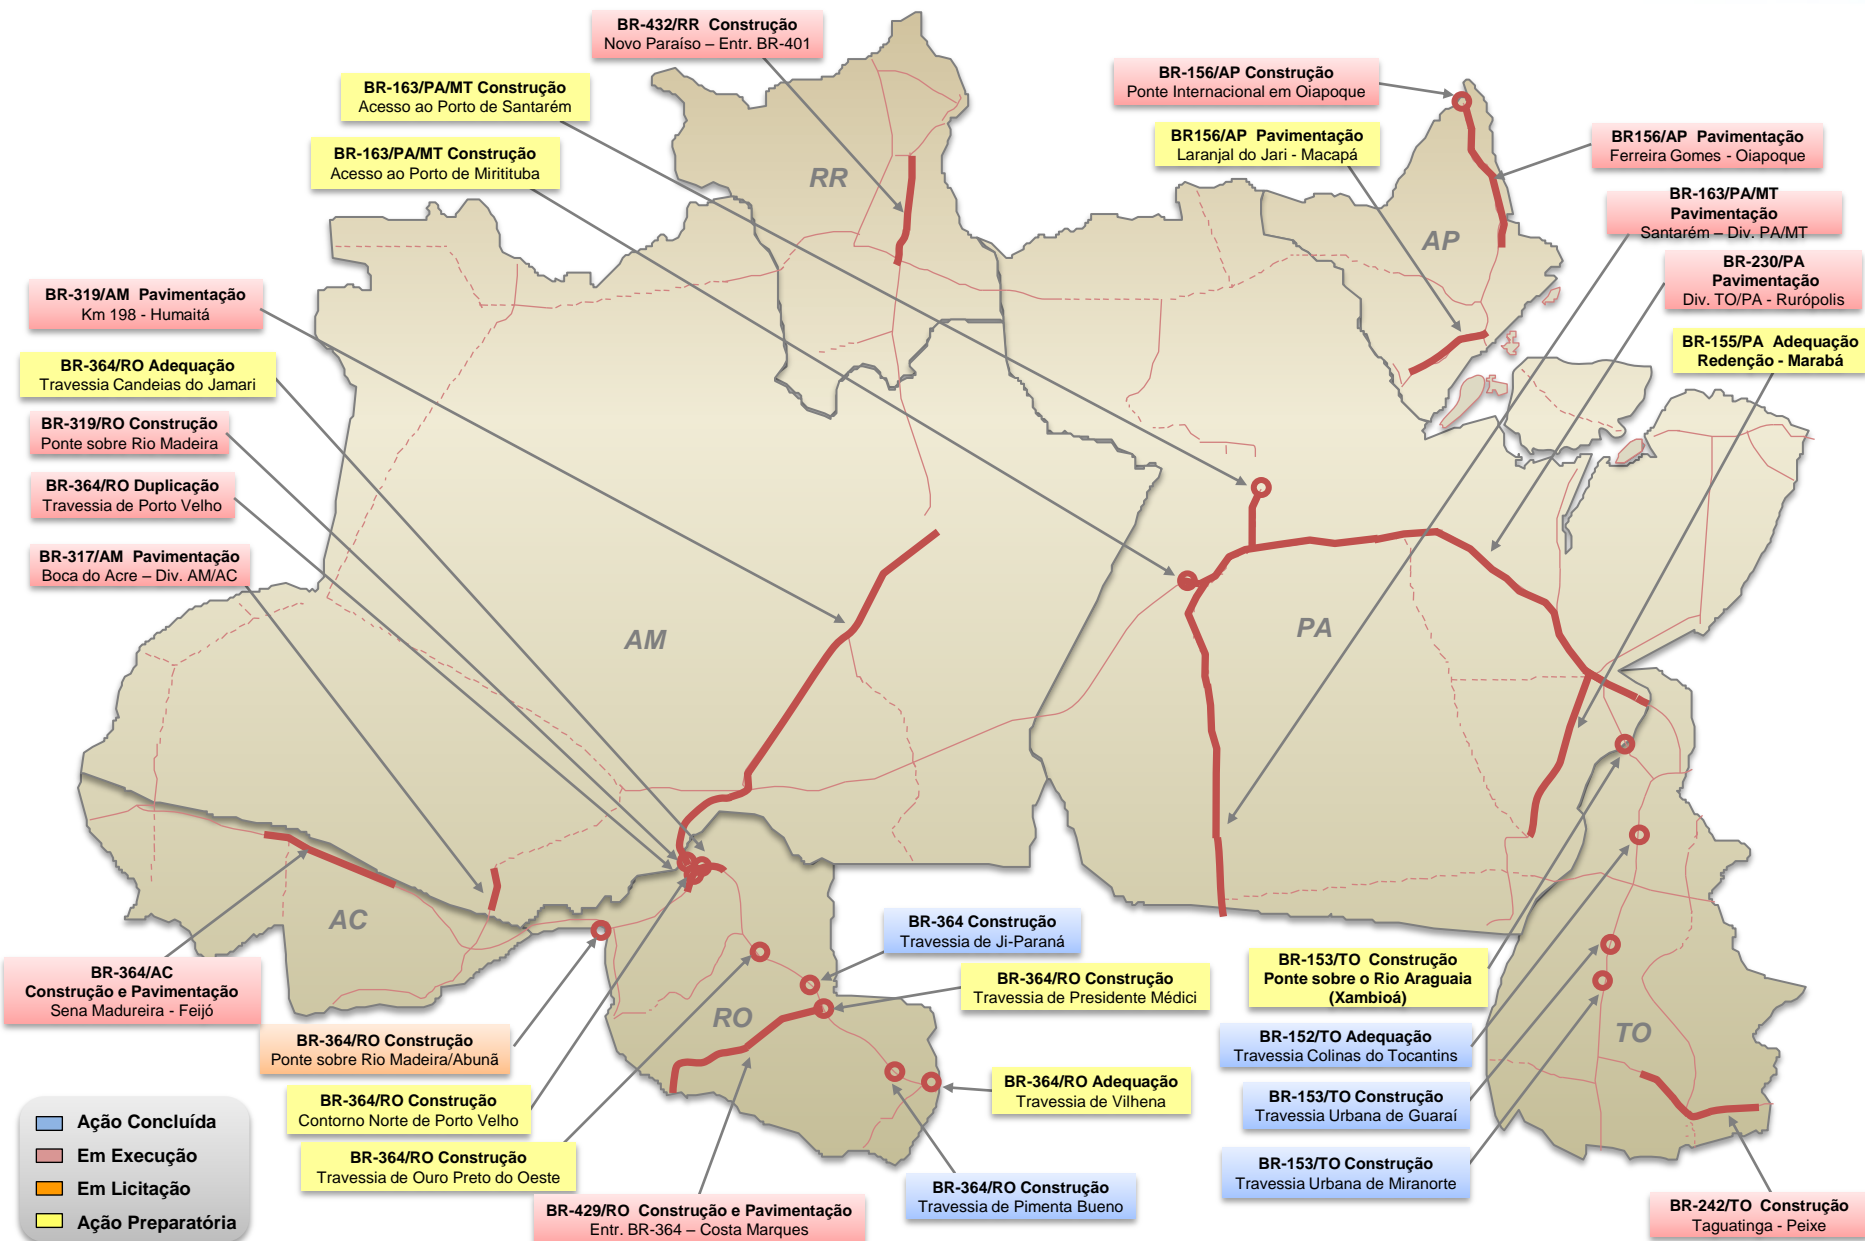 BR-432/RR  Construção
Novo Paraíso – Entr. BR-401
BR-163/PA/MT Construção
Acesso ao Porto de Santarém
BR-163/PA/MT Construção
Acesso ao Porto de Miritituba
BR-156/AP Construção
Ponte Internacional em Oiapoque
BR156/AP  Pavimentação
Laranjal do Jari - Macapá
BR156/AP  Pavimentação
Ferreira Gomes - Oiapoque
BR-163/PA/MT
Pavimentação
Santarém – Div. PA/MT
BR-230/PA
Pavimentação
Div. TO/PA - Rurópolis
BR-155/PA  Adequação
Redenção - Marabá
BR-319/AM  Pavimentação
Km 198 - Humaitá
BR-364/RO Adequação
Travessia Candeias do Jamari
BR-319/RO Construção
Ponte sobre Rio Madeira
BR-364/RO Duplicação
Travessia de Porto Velho
BR-317/AM  Pavimentação
Boca do Acre – Div. AM/AC
RR
AP
AM
PA
AC
RO
TO
BR-364/AC
Construção e Pavimentação
Sena Madureira - Feijó
BR-364/RO Construção
Ponte sobre Rio Madeira/Abunã
BR-364/RO Construção
Contorno Norte de Porto Velho
BR-364/RO Construção
Travessia de Ouro Preto do Oeste
BR-429/RO  Construção e Pavimentação
Entr. BR-364 – Costa Marques
BR-364 Construção
Travessia de Ji-Paraná
BR-364/RO Construção
Travessia de Presidente Médici
BR-364/RO Adequação
Travessia de Vilhena
BR-364/RO Construção
Travessia de Pimenta Bueno
BR-153/TO  Construção
Ponte sobre o Rio Araguaia
(Xambioá)
BR-152/TO Adequação
Travessia Colinas do Tocantins
BR-153/TO Construção
Travessia Urbana de Guaraí
BR-153/TO Construção
Travessia Urbana de Miranorte
BR-242/TO Construção
Taguatinga - Peixe
Ação Concluída
Em Execução
Em Licitação
Ação Preparatória